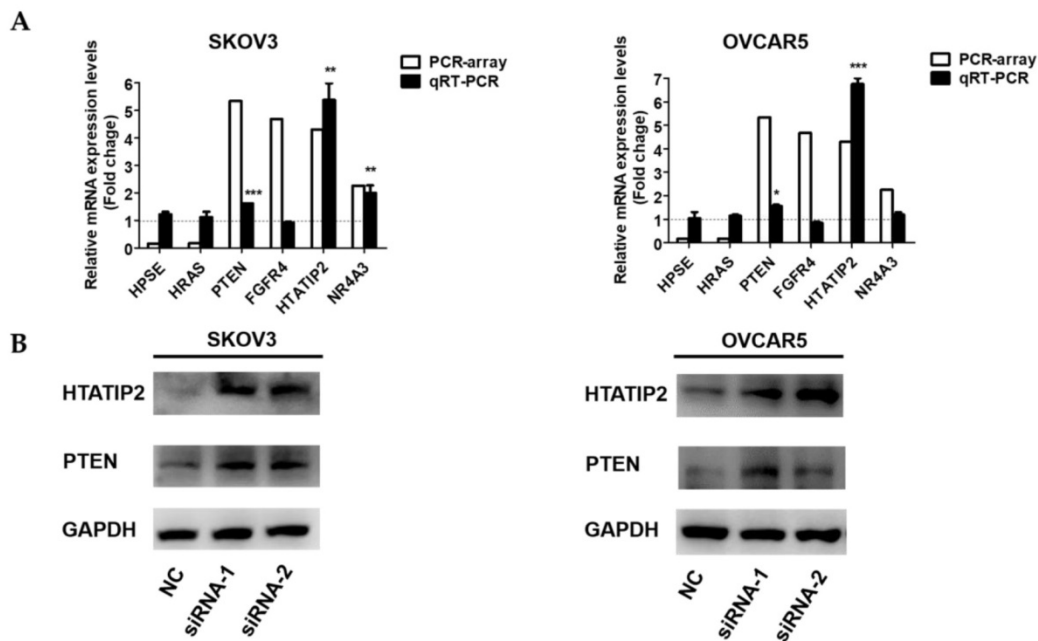 A
SKOV3
PCR-array
qRT-PCR
Relative mRNA expression levels
(Fold chage)
6
5
4
3
2
1
0
***
**
**
HPSE
HRAS
PTEN
FGFR4
HTATIP2
NR4A3
OVCAR5
PCR-array
qRT-PCR
Relative mRNA expression levels
(Fold chage)
7
6
5
4
3
2
1
0
*
***
HPSE
HRAS
PTEN
FGFR4
HTATIP2
NR4A3
B
SKOV3
HTATIP2
PTEN
GAPDH
NC
siRNA-1
siRNA-2
OVCAR5
HTATIP2
PTEN
GAPDH
NC
siRNA-1
siRNA-2